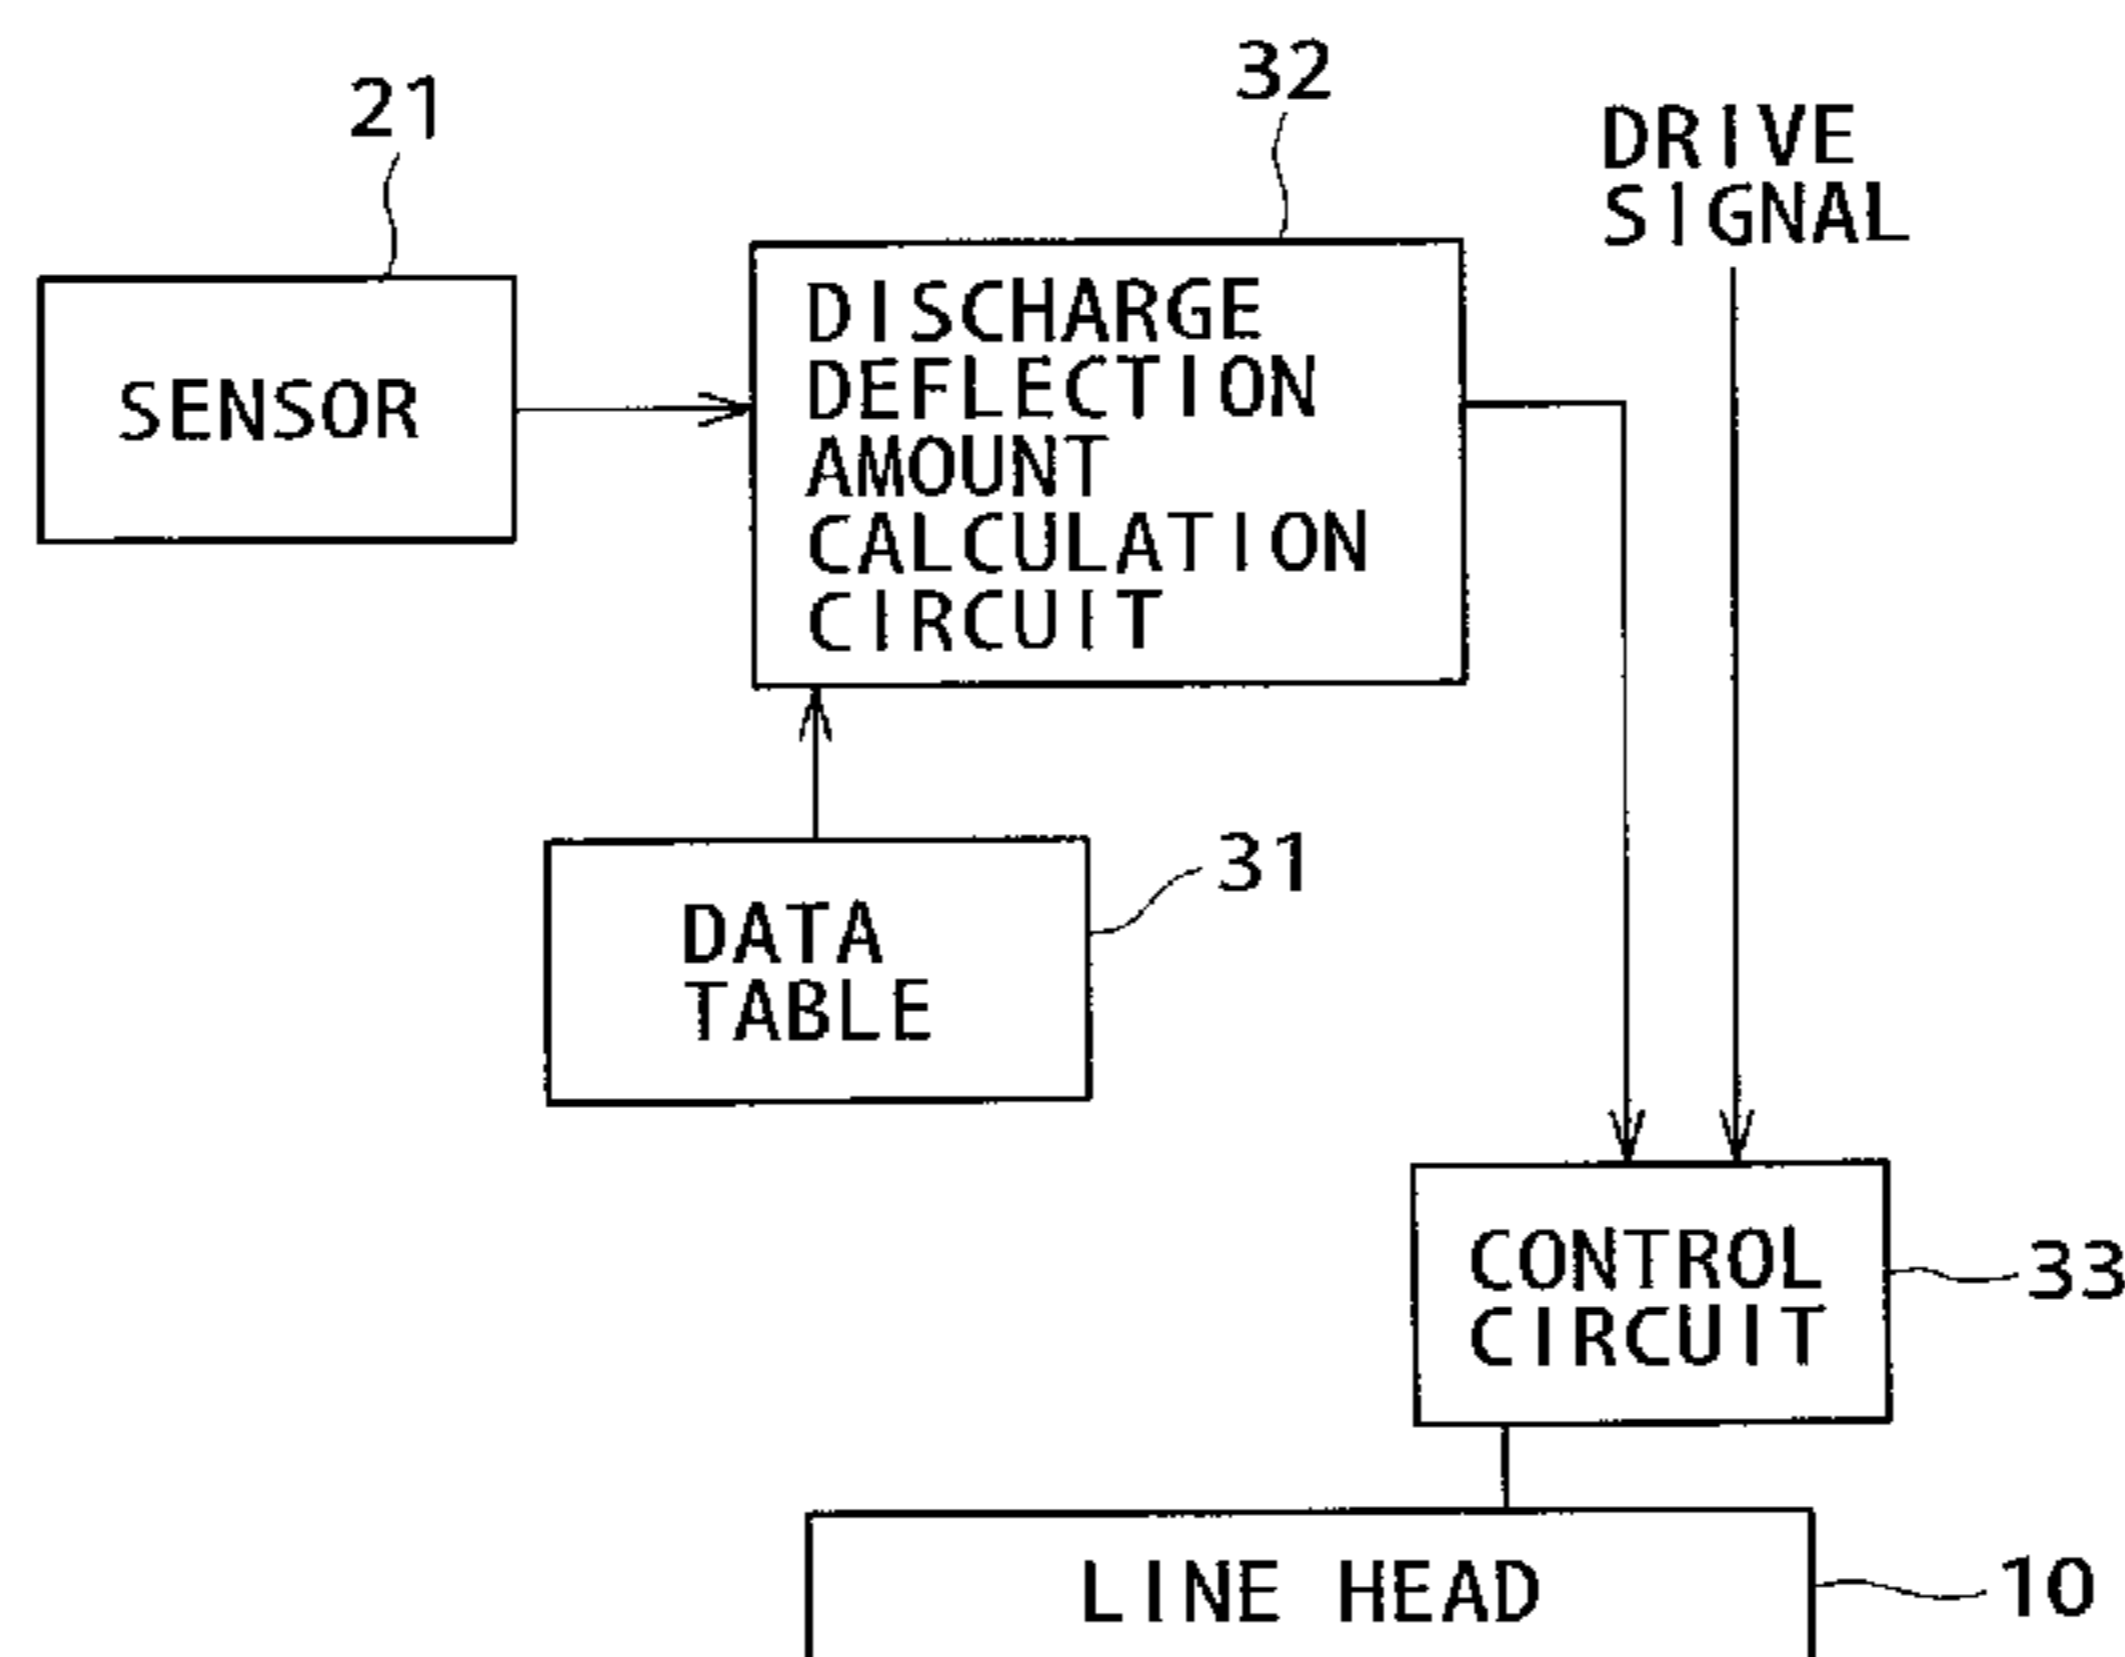 21
32
DRIVE
SIGNAL
SENSOR
DISCHARGE
DEFLECTION
AMOUNT
CALCULATION
CIRCUIT
31
DATA
TABLE
CONTROL
CIRCUIT
33
LINE HEAD
10